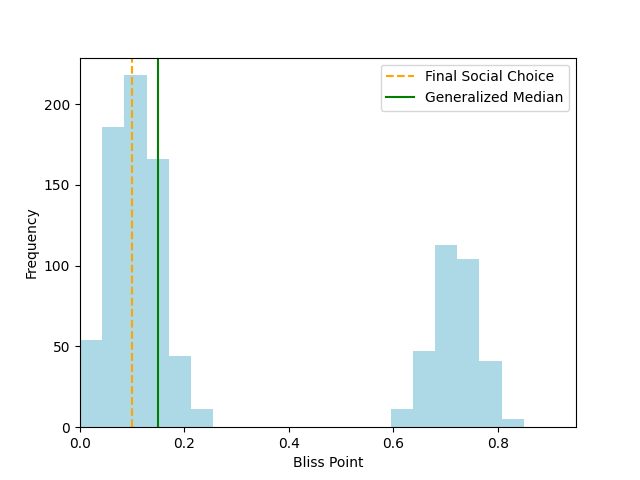 Final Social Choice
Generalized Median
200
150
100
50
0
Frequency
0.0 0.2 0.4 0.6 0.8
Bliss Point